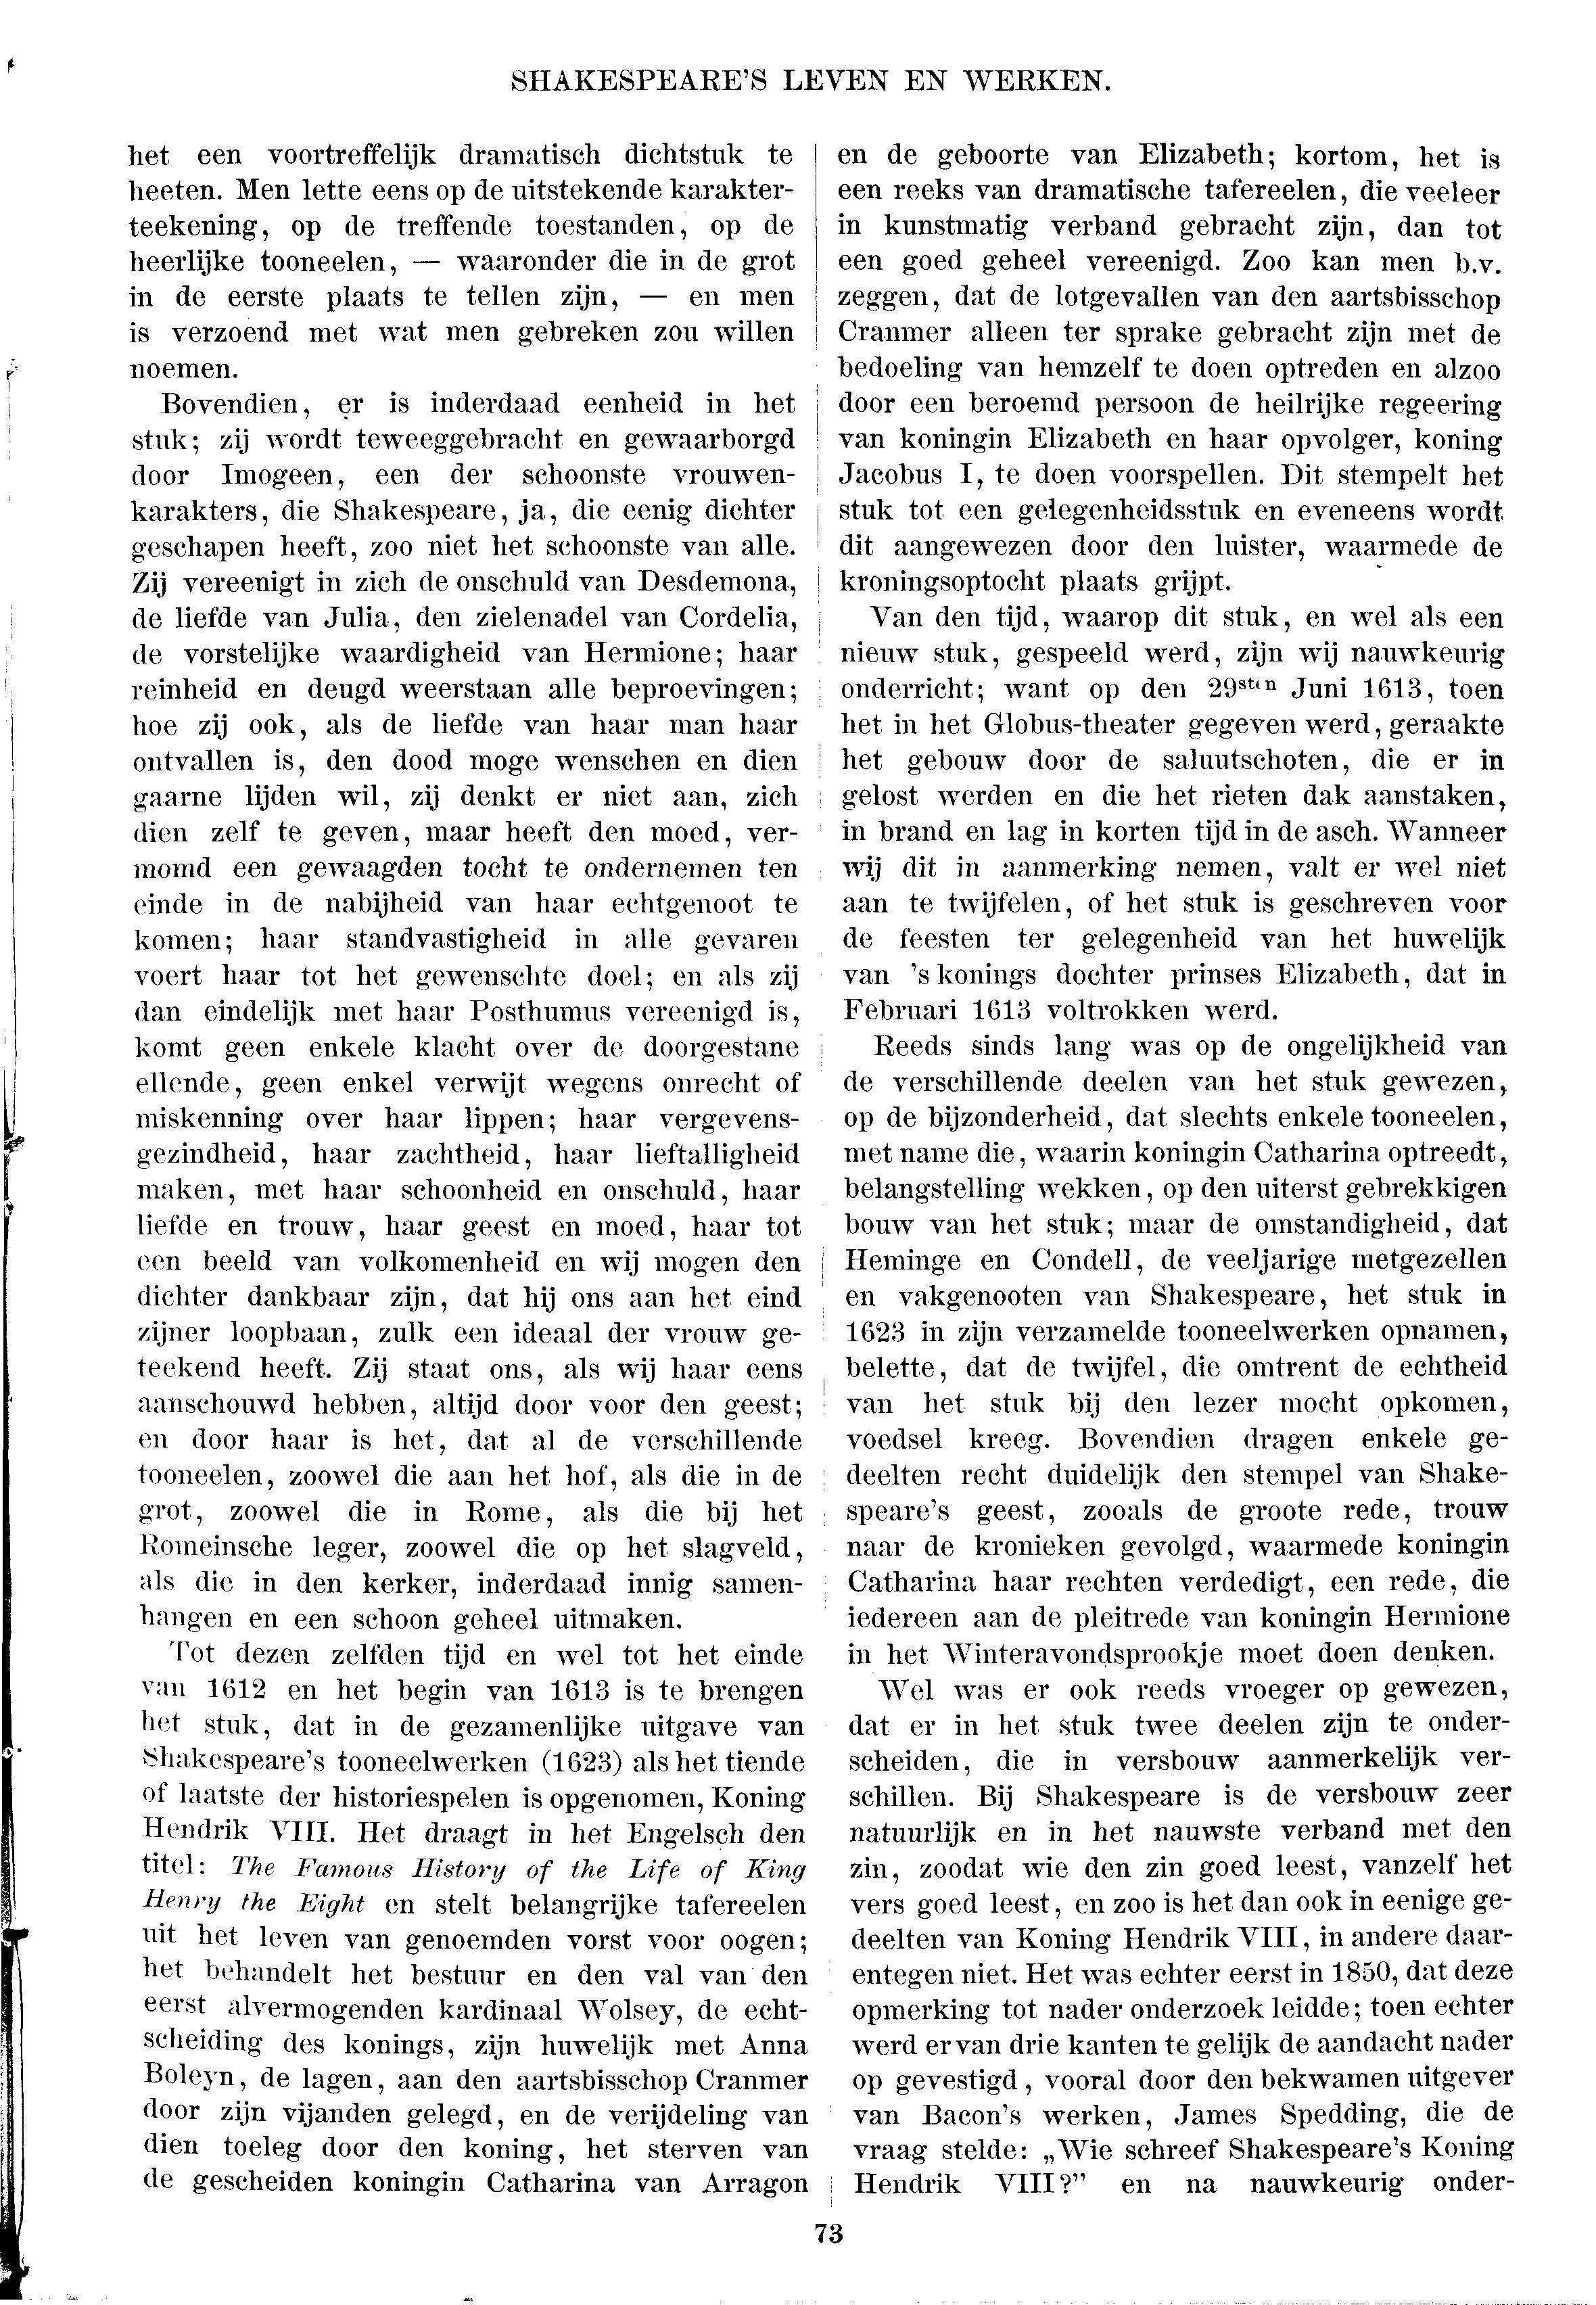 SHAKESPEARE'S LEVEN EN WERKEN.
het een voortreffelijk dramatisch dichtstuk te
heeten. Men lette eens op de uitstekende karakter-
teekening, op de treffende toestanden, op de
heerlijke tooneelen, — waaronder die in de grot
in de eerste plaats te tellen zijn, — en men
is verzoend met wat men gebreken zou willen
noemen.
Bovendien, er is inderdaad eenheid in het
stuk; zij wordt teweeggebracht en gewaarborgd
door Imogeen, een der schoonste vrouwen-
karakters, die Shakespeare, ja, die eenig dichter
geschapen heeft, zoo niet het schoonste van alle.
Zij vereenigt in zich de onschuld van Desdemona,
de liefde van Julia, den zielenadel van Cordelia,
de vorstelijke waardigheid van Hermione; haar
reinheid en deugd weerstaan alle beproevingen;
hoe zij ook, als de liefde van haar man haar
ontvallen is, den dood moge wenschen en dien
gaarne lijden wil, zij denkt er niet aan, zich
dien zelf te geven, maar heeft den moed, ver-
momd een gewaagden tocht te ondernemen ten
einde in de nabijheid van haar echtgenoot te
komen; haar standvastigheid in alle gevaren
voert haar tot het gewenschte doel; en als zij
dan eindelijk met haar Posthumus vereenigd is,
komt geen enkele klacht over de doorgestane
ellende, geen enkel verwijt wegens onrecht of
miskenning over haar lippen; haar vergevens-
gezindheid, haar zachtheid, haar lieftalligheid
maken, met haar schoonheid en onschuld, haar
liefde en trouw, haar geest en moed, haar tot
een beeld van volkomenheid en wij mogen den
dichter dankbaar zijn, dat hij ons aan het eind
zijner loopbaan, zulk een ideaal der vrouw ge-
teekend heeft. Zij staat ons, als wij haar eens
aanschouwd hebben, altijd door voor den geest;
en door haar is het, dat al de verschillende
tooneelen, zoowel die aan het hof, als die in de
grot, zoowel die in Rome, als die bij het
Romeinsche leger, zoowel die op het slagveld,
als die in den kerker, inderdaad innig samen-
hangen en een schoon geheel uitmaken.
Tot dezen zelfden tijd en wel tot het einde
van 1612 en het begin van 1613 is te brengen
het stuk, dat in de gezamenlijke uitgave van
Shakespeare's tooneelwerken (1623) als het tiende
of laatste der historiespelen is opgenomen, Koning
Hendrik VIII. Het draagt in het Engelsch den
titel: The Famous History of the Life of King
Henry the Eight en stelt belangrijke tafereelen
uit het leven van genoemden vorst voor oogen;
het behandelt het bestuur en den val van den
eerst alvermogenden kardinaal Wolsey, de echt-
scheiding des konings, zijn huwelijk met Anna
Boleyn, de lagen, aan den aartsbisschop Cranmer
door zijn vijanden gelegd, en de verijdeling van
dien toeleg door den koning, het sterven van
de gescheiden koningin Catharina van Arragon
en de geboorte van Elizabeth; kortom, het is
een reeks van dramatische tafereelen, die veeleer
in kunstmatig verband gebracht zijn, dan tot
een goed geheel vereenigd. Zoo kan men b.v.
zeggen, dat de lotgevallen van den aartsbisschop
Cranmer alleen ter sprake gebracht zijn met de
bedoeling van hemzelf te doen optreden en alzoo
door een beroemd persoon de heilrijke regeering
van koningin Elizabeth en haar opvolger, koning
Jacobus I, te doen voorspellen. Dit stempelt het
stuk tot een gelegenheidsstuk en eveneens wordt
dit aangewezen door den luister, waarmede de
kroningsoptocht plaats grijpt.
Van den tijd, waarop dit stuk, en wel als een
nieuw stuk, gespeeld werd, zijn wij nauwkeurig
onderricht; want op den 29sten Juni 1613, toen
het in het Globus-theater gegeven werd, geraakte
het gebouw door de saluutschoten, die er in
gelost werden en die het rieten dak aanstaken,
in brand en lag in korten tijd in de asch. Wanneer
wij dit in aanmerking nemen, valt er wel niet
aan te twijfelen, of het stuk is geschreven voor
de feesten ter gelegenheid van het huwelijk
van 's konings dochter prinses Elizabeth, dat in
Februari 1613 voltrokken werd.
Reeds sinds lang was op de ongelijkheid van
de verschillende deelen van het stuk gewezen,
op de bijzonderheid, dat slechts enkele tooneelen,
met name die, waarin koningin Catharina optreedt,
belangstelling wekken, op den uiterst gebrekkigen
bouw van het stuk; maar de omstandigheid, dat
Heminge en Condell, de veeljarige metgezellen
en vakgenooten van Shakespeare, het stuk in
1623 in zijn verzamelde tooneelwerken opnamen,
belette, dat de twijfel, die omtrent de echtheid
van het stuk bij den lezer mocht opkomen,
voedsel kreeg. Bovendien dragen enkele ge-
deelten recht duidelijk den stempel van Shake-
speare's geest, zooals de groote rede, trouw
naar de kronieken gevolgd, waarmede koningin
Catharina haar rechten verdedigt, een rede, die
iedereen aan de pleitrede van koningin Hermione
in het Winteravondsprookje moet doen denken.
Wel was er ook reeds vroeger op gewezen,
dat er in het stuk twee deelen zijn te onder-
scheiden, die in versbouw aanmerkelijk ver-
schillen. Bij Shakespeare is de versbouw zeer
natuurlijk en in het nauwste verband met den
zin, zoodat wie den zin goed leest, vanzelf het
vers goed leest, en zoo is het dan ook in eenige ge-
deelten van Koning Hendrik VIII, in andere daar-
entegen niet. Het was echter eerst in 1850, dat deze
opmerking tot nader onderzoek leidde; toen echter
werd er van drie kanten te gelijk de aandacht nader
op gevestigd, vooral door den bekwamen uitgever
van Bacon's werken, James Spedding, die de
vraag stelde: „Wie schreef Shakespeare's Koning
Hendrik VIII?” en na nauwkeurig onder-
73